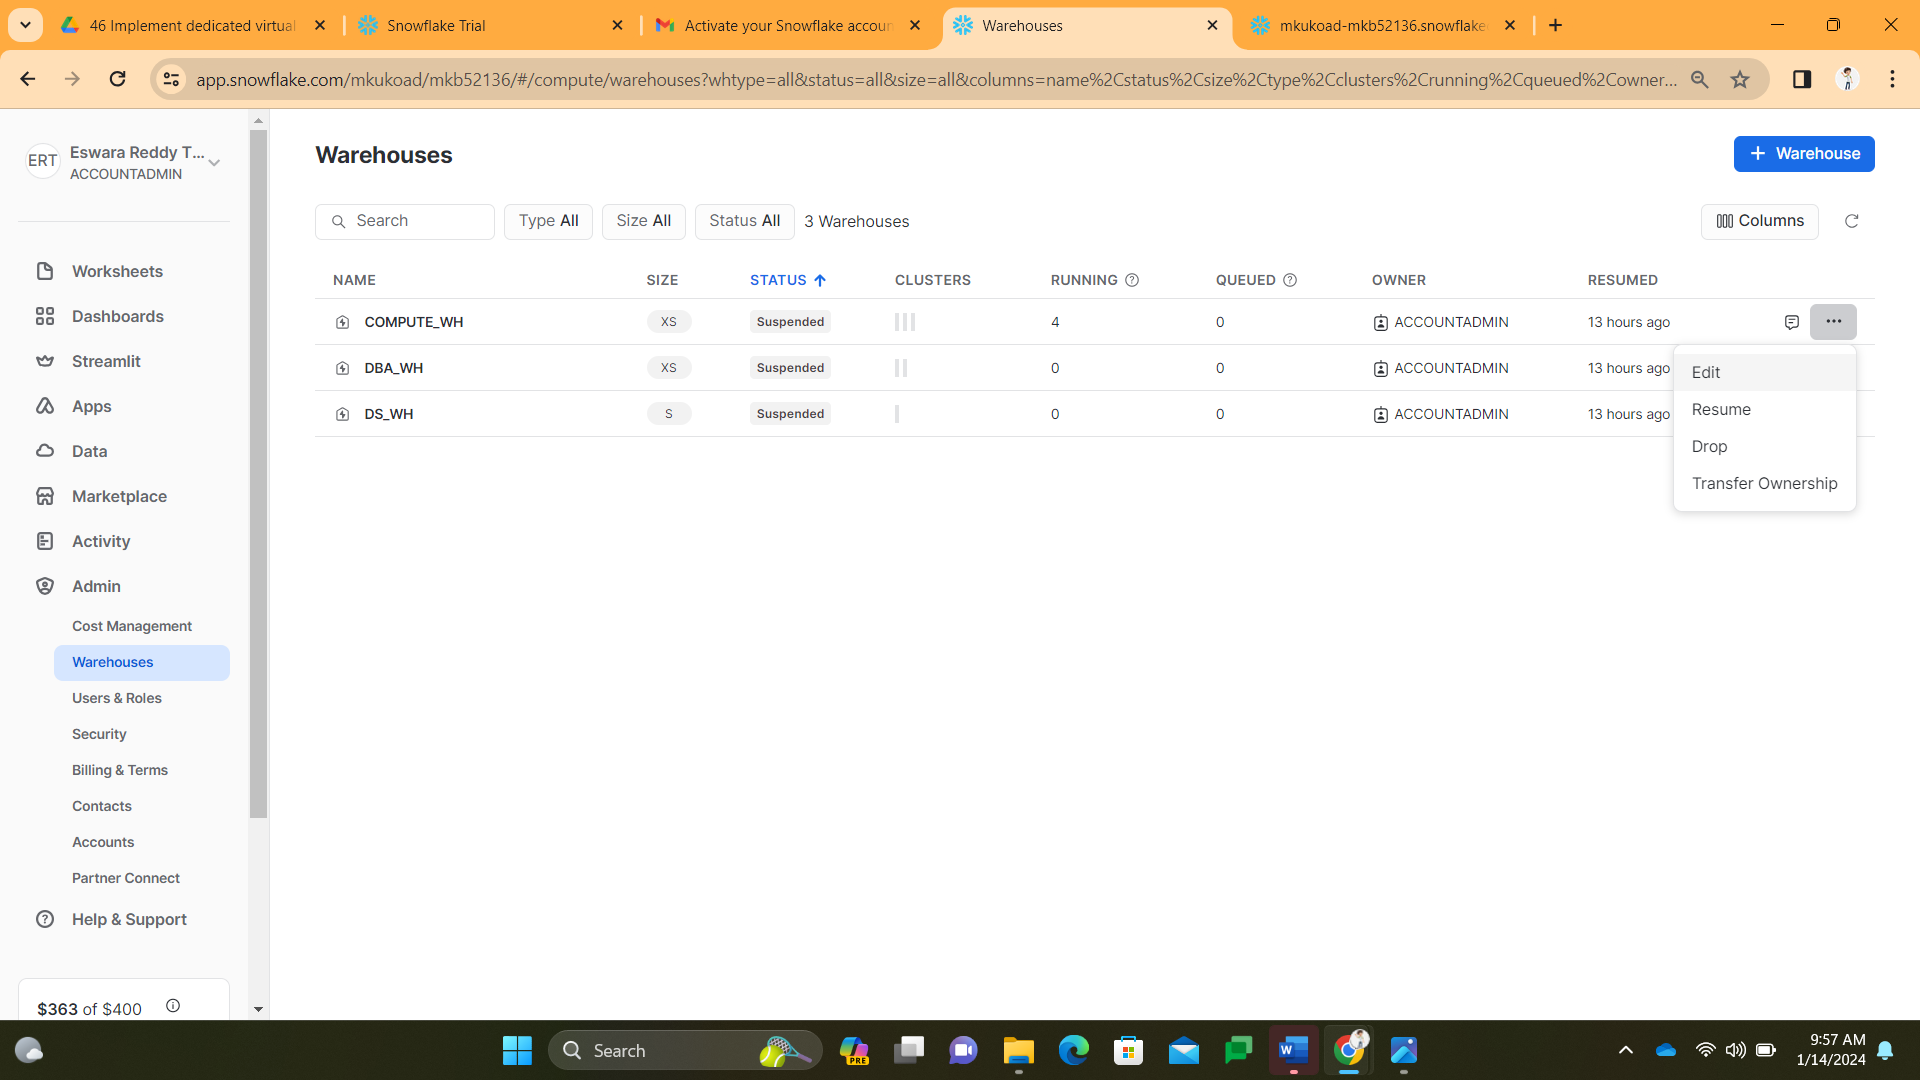 46 Implement dedicated virtual
Snowflake Trial
Activate your Snowflake accoun
Warehouses
mkukoad-mkb52136.snowflake
app.snowflake.com/mkukoad/mkb52136/#/compute/warehouses?whtype=all&status=all&size=all&columns=name%2Cstatus%2Csize%2Ctype%2Cclusters%2Crunning%2Cqueued%2Cowner...
ERT
Eswara Reddy T...
ACCOUNTADMIN
Worksheets
Dashboards
Streamlit
Apps
Data
Marketplace
Activity
Admin
Cost Management
Warehouses
Users & Roles
Security
Billing & Terms
Contacts
Accounts
Partner Connect
Help & Support
$363 of $400
Warehouses
+ Warehouse
Search
Type All
Size All
Status All
3 Warehouses
Columns
NAME SIZE STATUS CLUSTERS RUNNING QUEUED OWNER RESUMED
COMPUTE_WH XS Suspended 4 0 ACCOUNTADMIN 13 hours ago
DBA_WH XS Suspended 0 0 ACCOUNTADMIN 13 hours ago
DS_WH S Suspended 0 0 ACCOUNTADMIN 13 hours ago
Edit
Resume
Drop
Transfer Ownership
Search
PRE
W
9:57 AM
1/14/2024